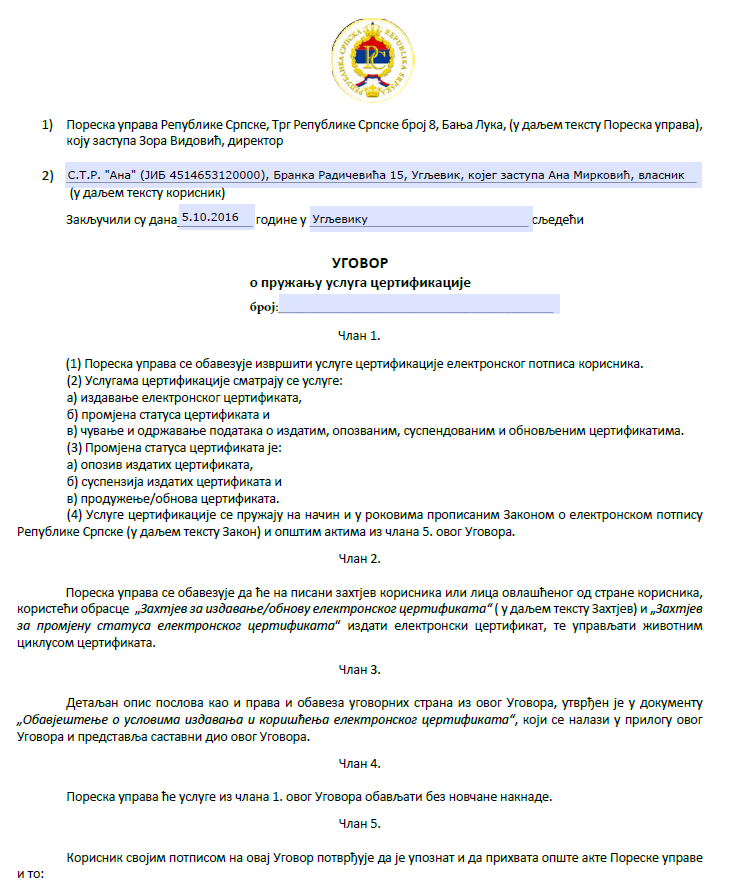 РЕПУБЛИКА СРПСКА
REPUBLIKA SRPSKA
1) Пореска управа Републике Српске, Трг Републике Српске број 8, Бања Лука, (у даљем тексту Пореска управа),
коју заступа Зора Видовић, директор
2) С.Т.Р. "Ана" (ЈИБ 4514653120000), Бранка Радичевића 15, Угљевик, којег заступа Ана Мирковић, власник
(у даљем тексту корисник)
Закључили су дана 5.10.2016 године у Угљевику сљедећи
УГОВОР
о пружању услуга цертификације
број:
Члан 1.
(1) Пореска управа се обавезује извршити услуге цертификације електронског потписа корисника.
(2) Услугама цертификације сматрају се услуге:
а) издавање електронског цертификата,
б) промјена статуса цертификата и
в) чување и одржавање података о издатим, опозваним, суспендованим и обновљеним цертификатима.
(3) Промјена статуса цертификата је:
а) опозив издатих цертификата,
б) суспензија издатих цертификата и
в) продужење/обнова цертификата.
(4) Услуге цертификације се пружају на начин и у роковима прописаним Законом о електронском потпису
Републике Српске (у даљем тексту Закон) и општим актима из члана 5. овог Уговора.
Члан 2.
Пореска управа се обавезује да ће на писани захтјев корисника или лица овлашћеног од стране корисника,
користећи обрасце „Захтјев за издавање/обнову електронског цертификата“ ( у даљем тексту Захтјев) и „Захтјев
за промјену статуса електронског цертификата“ издати електронски цертификат, те управљати животним
циклусом цертификата.
Члан 3.
Детаљан опис послова као и права и обавеза уговорних страна из овог Уговора, утврђен је у документу
„Обавјештење о условима издавања и коришћења електронског цертификата“, који се налази у прилогу овог
Уговора и представља саставни дио овог Уговора.
Члан 4.
Пореска управа ће услуге из члана 1. овог Уговора обављати без новчане накнаде.
Члан 5.
Корисник својим потписом на овај Уговор потврђује да је упознат и да прихвата опште акте Пореске управе
и то: